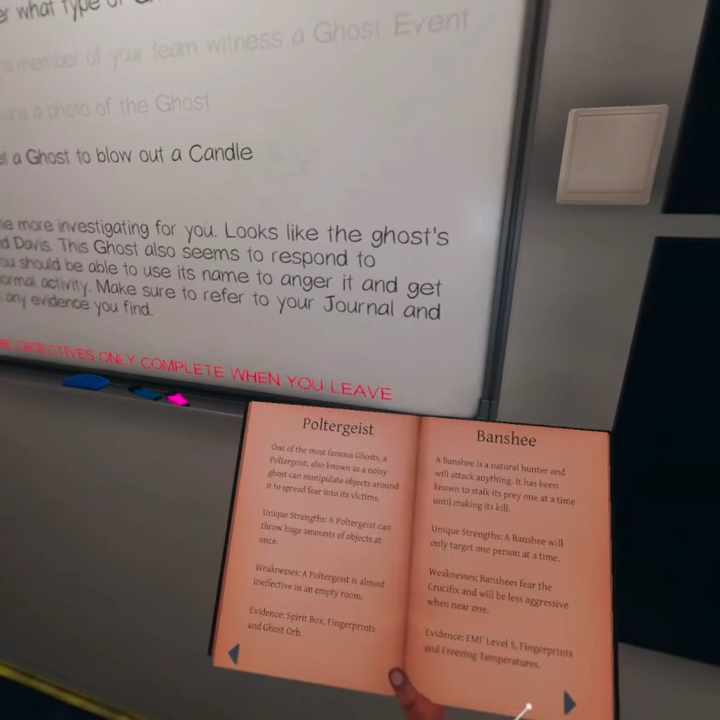 what type of
member of your team witness a Ghost Event
a photo of the Ghost
a Ghost to blow out a Candle
more investigating for you. Looks like the ghost's
Davis. This Ghost also seems to respond to
you should be able to use its name to anger it and get
activity. Make sure to refer to your Journal and
any evidence you find.
OBJECTIVES ONLY COMPLETE WHEN YOU LEAVE
Poltergeist
One of the most famous Ghosts, a
Poltergeist, also known as a noisy
ghost can manipulate objects around
it to spread fear into its victims.
Unique Strengths: A Poltergeist can
throw huge amounts of objects at
once.
Weaknesses: A Poltergeist is almost
ineffective in an empty room.
Evidence: Spirit Box, Fingerprints
and Ghost Orb.
Banshee
A Banshee is a natural hunter and
will attack anything. It has been
known to stalk its prey one at a time
until making its kill.
Unique Strengths: A Banshee will
only target one person at a time.
Weaknesses: Banshees fear the
Crucifix and will be less aggressive
when near one.
Evidence: EMF Level 5, Fingerprints
and Freezing Temperatures.